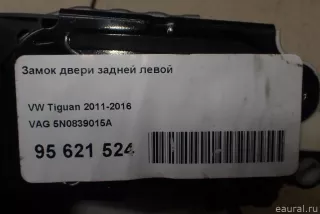 Замок двери задней левой
VW Tiguan 2011-2016
VAG 5N0839015A
95 621 524
eaural.ru